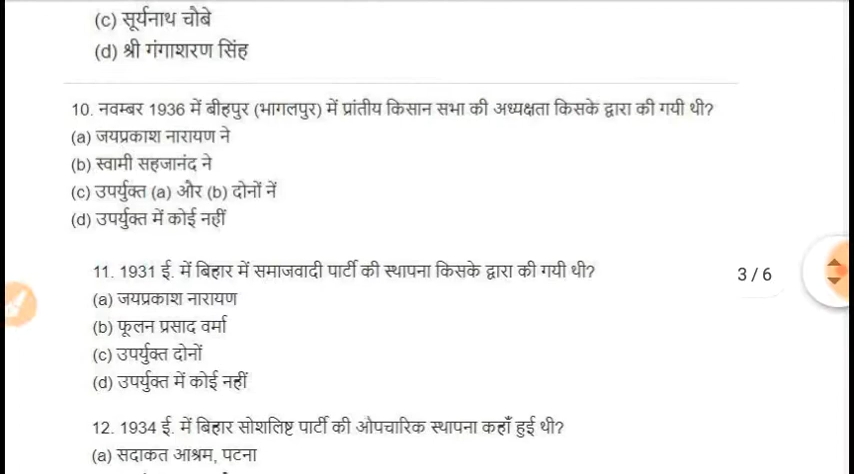 (c) सूर्यनाथ चौबे
(d) श्री गंगाशरण सिंह
10. नवम्बर 1936 में बीहपुर (भागलपुर) में प्रांतीय किसान सभा की अध्यक्षता किसके द्वारा की गयी थी?
(a) जयप्रकाश नारायण ने
(b) स्वामी सहजानंद ने
(c) उपर्युक्त (a) और (b) दोनों नें
(d) उपर्युक्त में कोई नहीं
11. 1931 ई. में बिहार में समाजवादी पार्टी की स्थापना किसके द्वारा की गयी थी?
3 / 6
(a) जयप्रकाश नारायण
(b) फूलन प्रसाद वर्मा
(c) उपर्युक्त दोनों
(d) उपर्युक्त में कोई नहीं
12. 1934 ई. में बिहार सोशलिष्ट पार्टी की औपचारिक स्थापना कहाँ हुई थी?
(a) सदाकत आश्रम, पटना